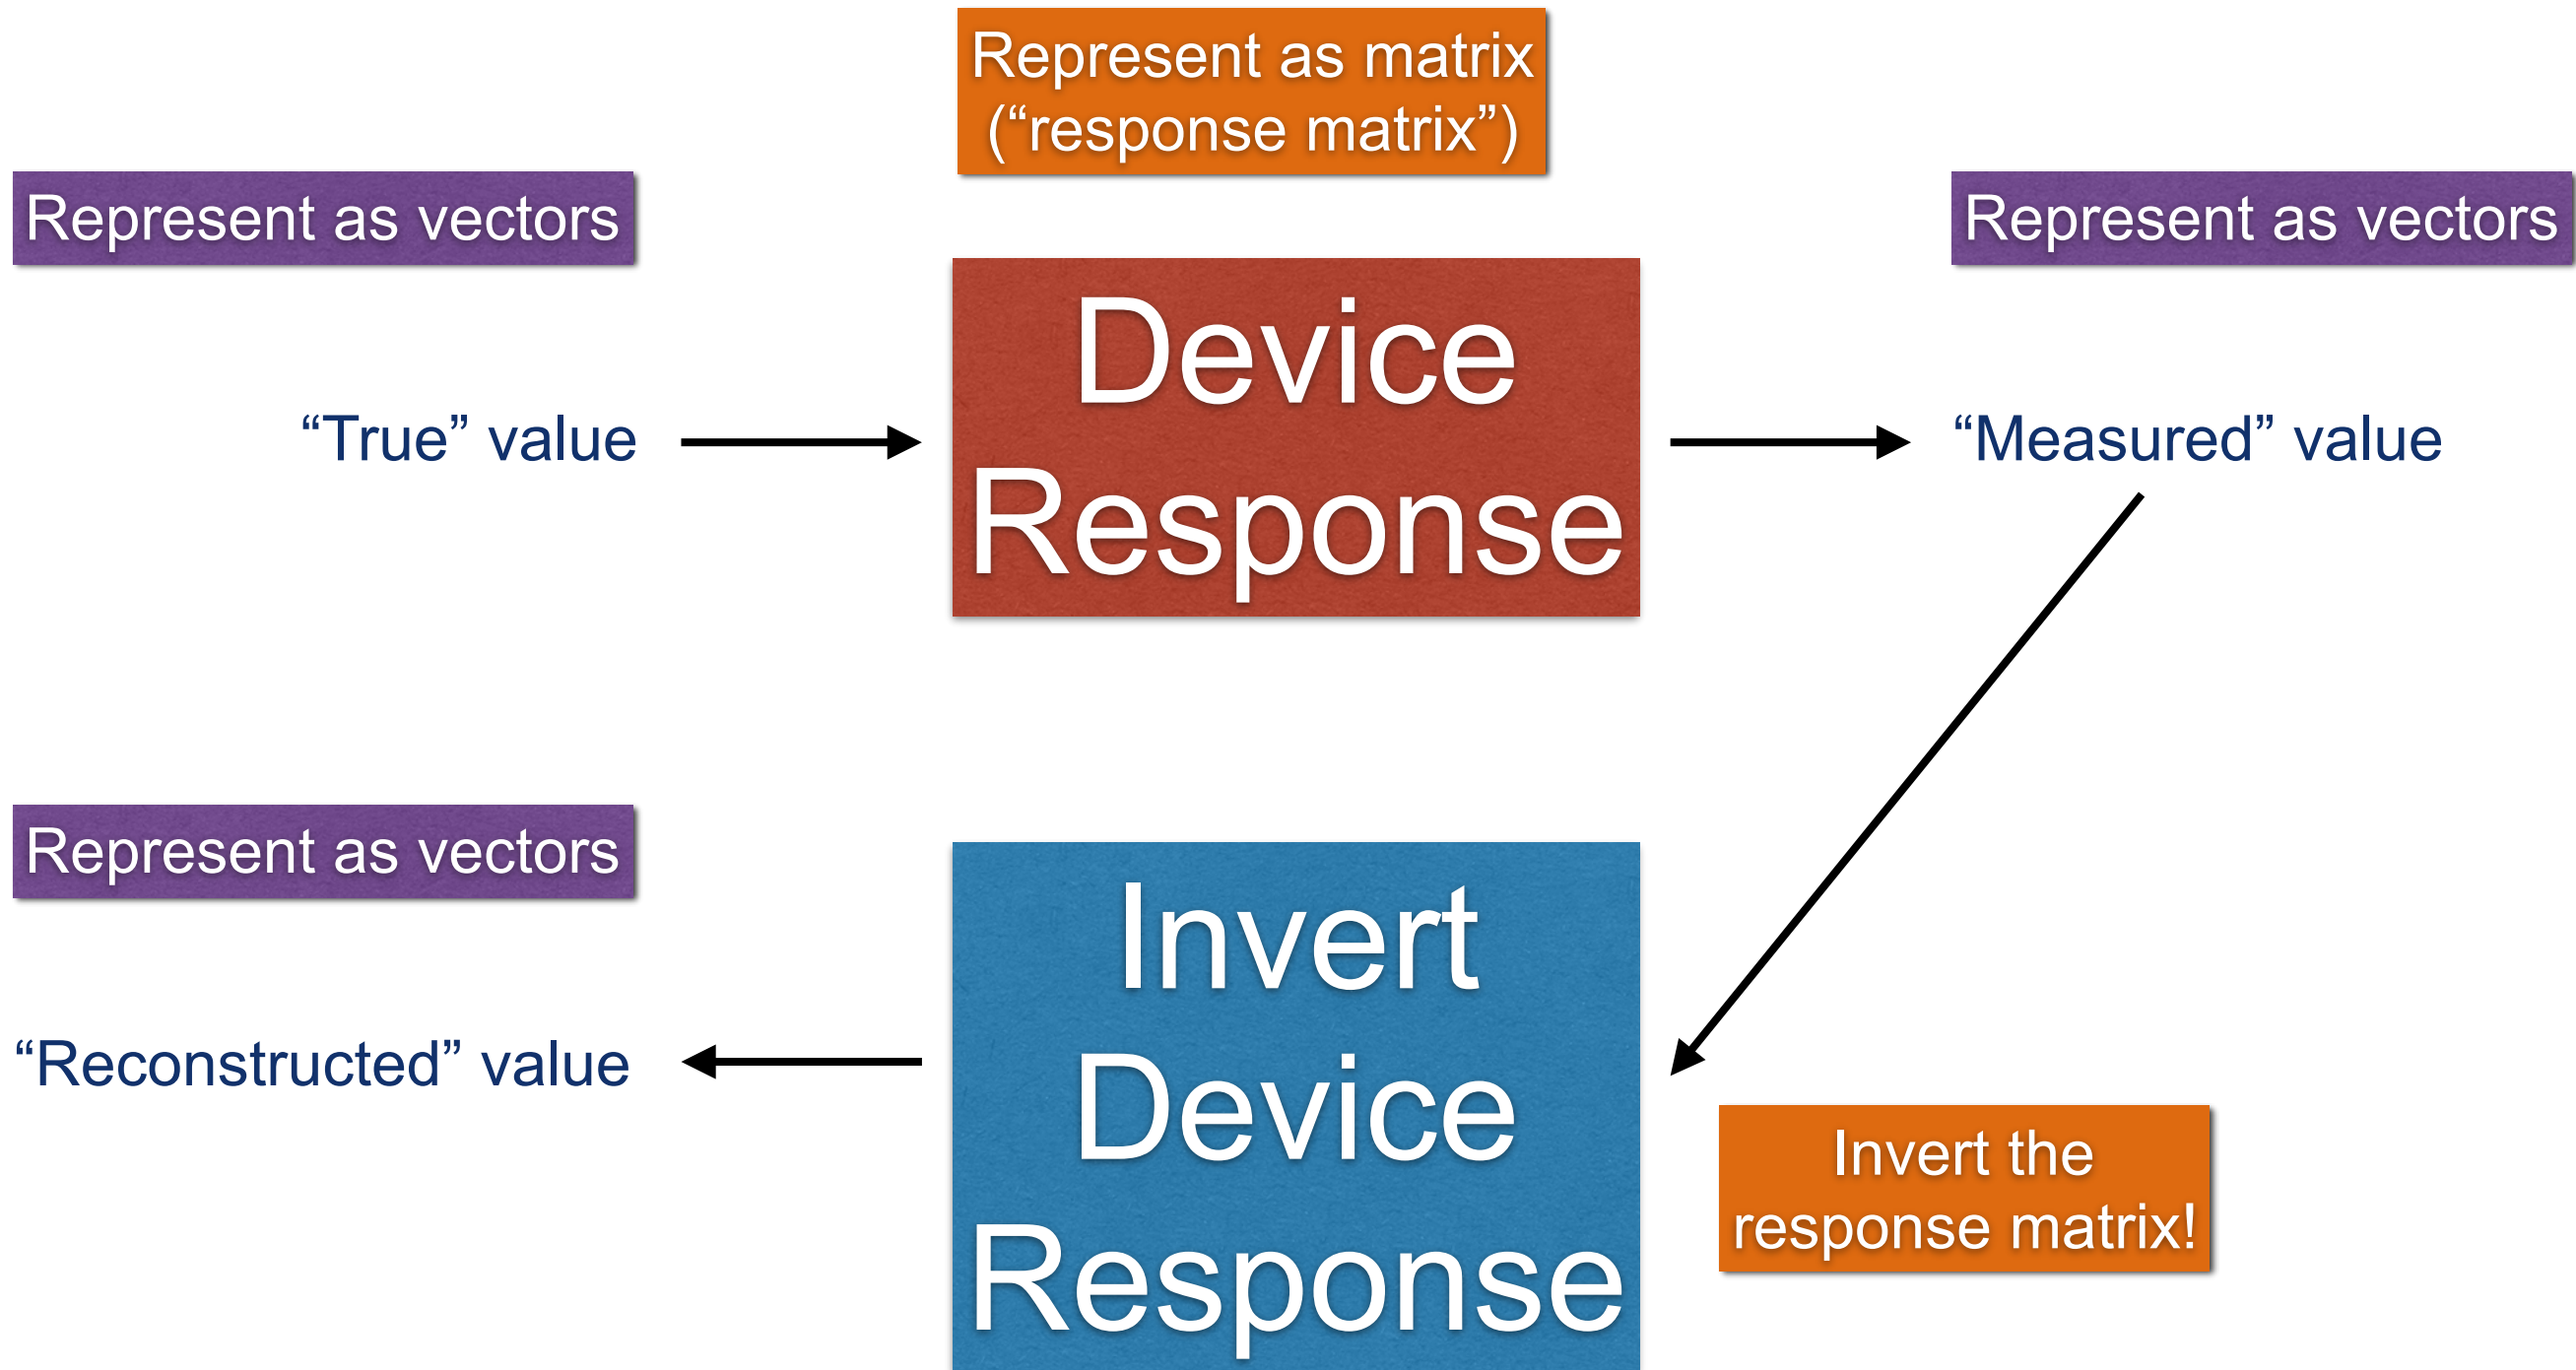 Represent as matrix
(“response matrix”)
Represent as vectors
Represent as vectors
Device
Response
“True” value
“Measured” value
Represent as vectors
Invert
Device
Response
“Reconstructed” value
Invert the
response matrix!